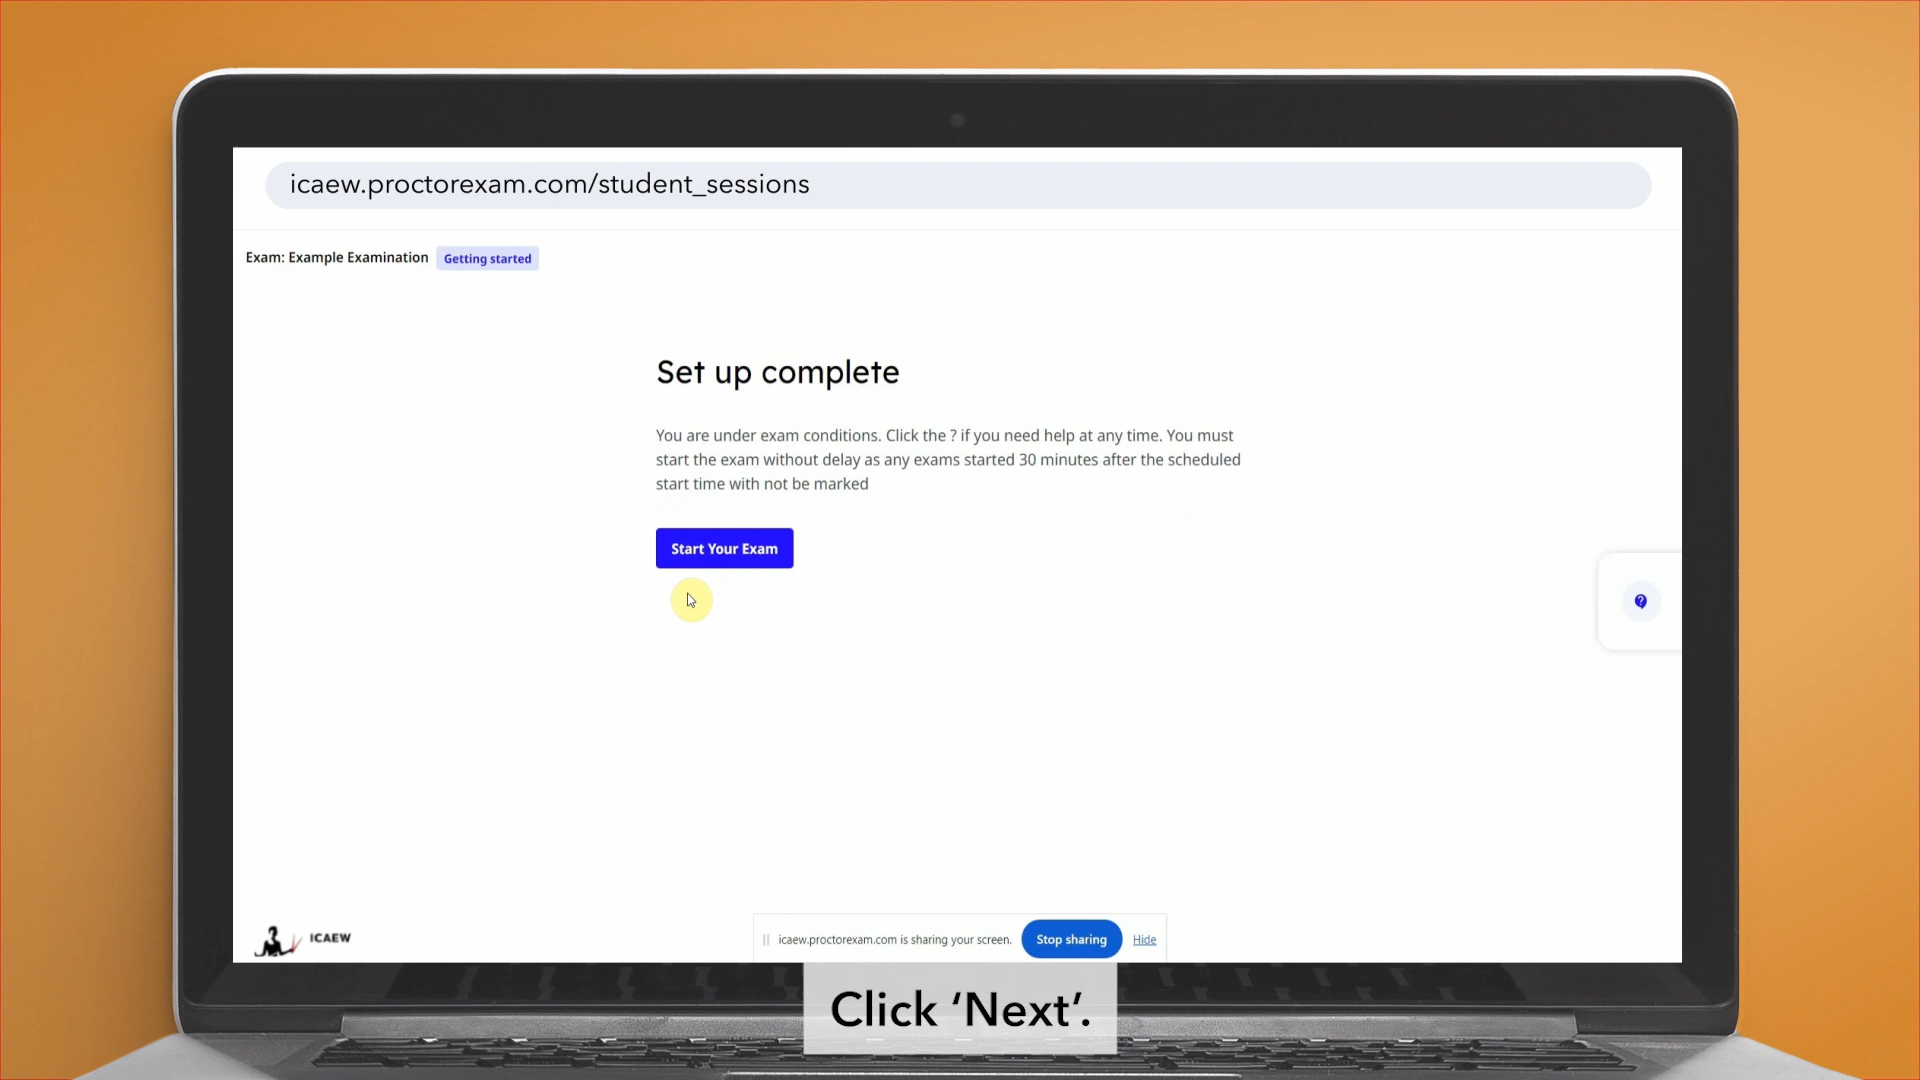 icaew.proctorexam.com/student_sessions
Exam: Example Examination Getting started
Set up complete
You are under exam conditions. Click the ? if you need help at any time. You must
start the exam without delay as any exams started 30 minutes after the scheduled
start time with not be marked
Start Your Exam
?
ICAEW
icaew.proctorexam.com is sharing your screen. Stop sharing Hide
Click ‘Next’.